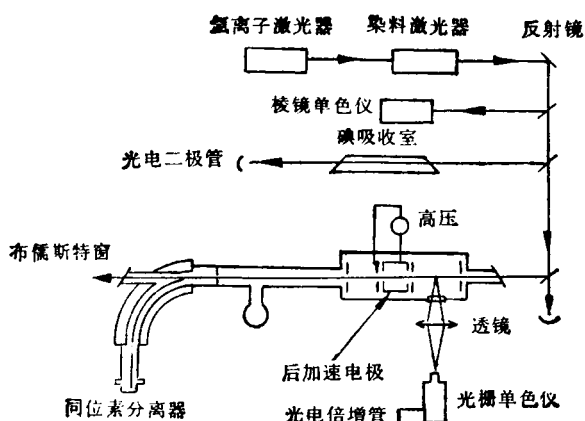 氩离子激光器
染料激光器
反射镜
棱镜单色仪
碘吸收室
光电二极管
高压
布儒斯特窗
透镜
后加速电极
同位素分离器
光电倍增管
光栅单色仪